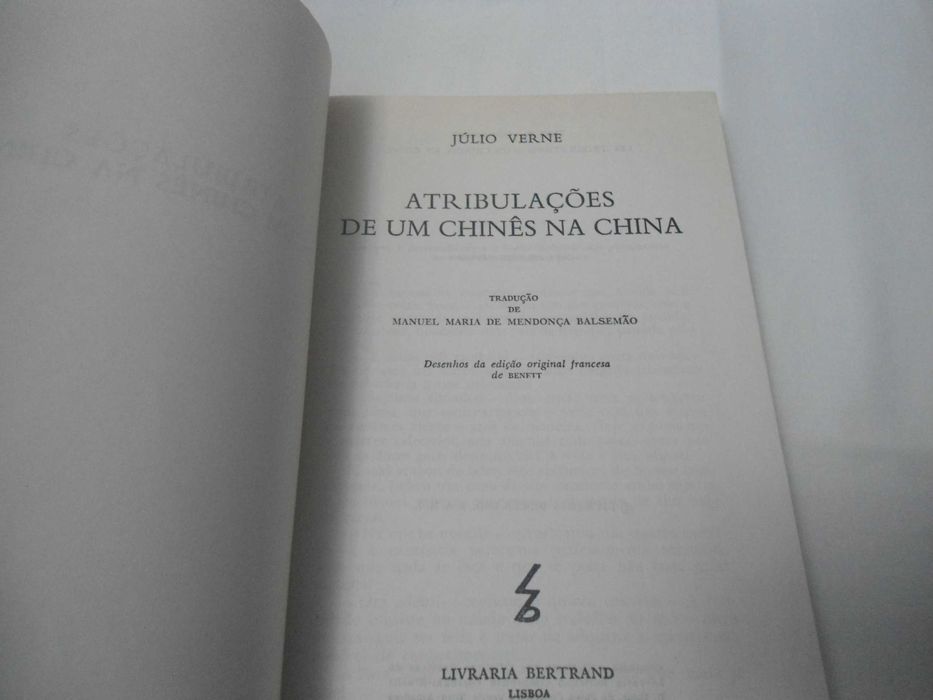 JÚLIO VERNE
ATRIBULAÇÕES
DE UM CHINÊS NA CHINA
TRADUÇÃO
DE
MANUEL MARIA DE MENDONÇA BALSEMÃO
Desenhos da edição original francesa
de BENETT
LIVRARIA BERTRAND
LISBOA